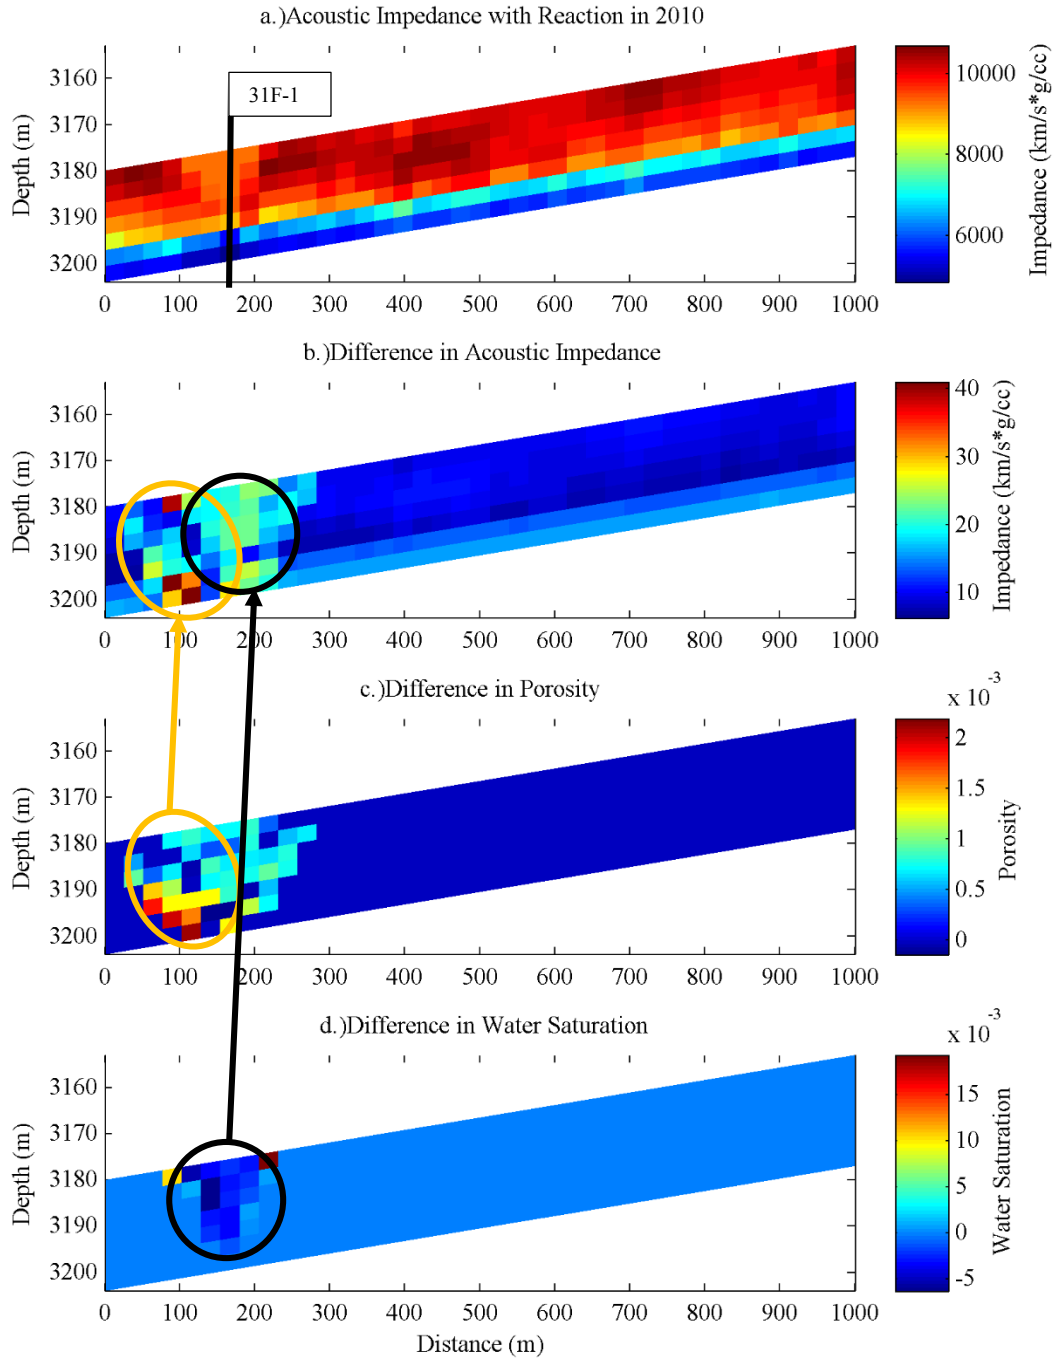 a.)Acoustic Impedance with Reaction in 2010
31F-1
3160
3170
3180
3190
3200
Depth (m)
0 100 200 300 400 500 600 700 800 900 1000
10000
8000
6000
Impedance (km/s*g/cc)
b.)Difference in Acoustic Impedance
3160
3170
3180
3190
3200
Depth (m)
0 100 200 300 400 500 600 700 800 900 1000
40
30
20
10
Impedance (km/s*g/cc)
c.)Difference in Porosity
x 10^-3
3160
3170
3180
3190
3200
Depth (m)
0 100 200 300 400 500 600 700 800 900 1000
2
1.5
1
0.5
0
Porosity
d.)Difference in Water Saturation
x 10^-3
3160
3170
3180
3190
3200
Depth (m)
0 100 200 300 400 500 600 700 800 900 1000
Distance (m)
15
10
5
0
-5
Water Saturation